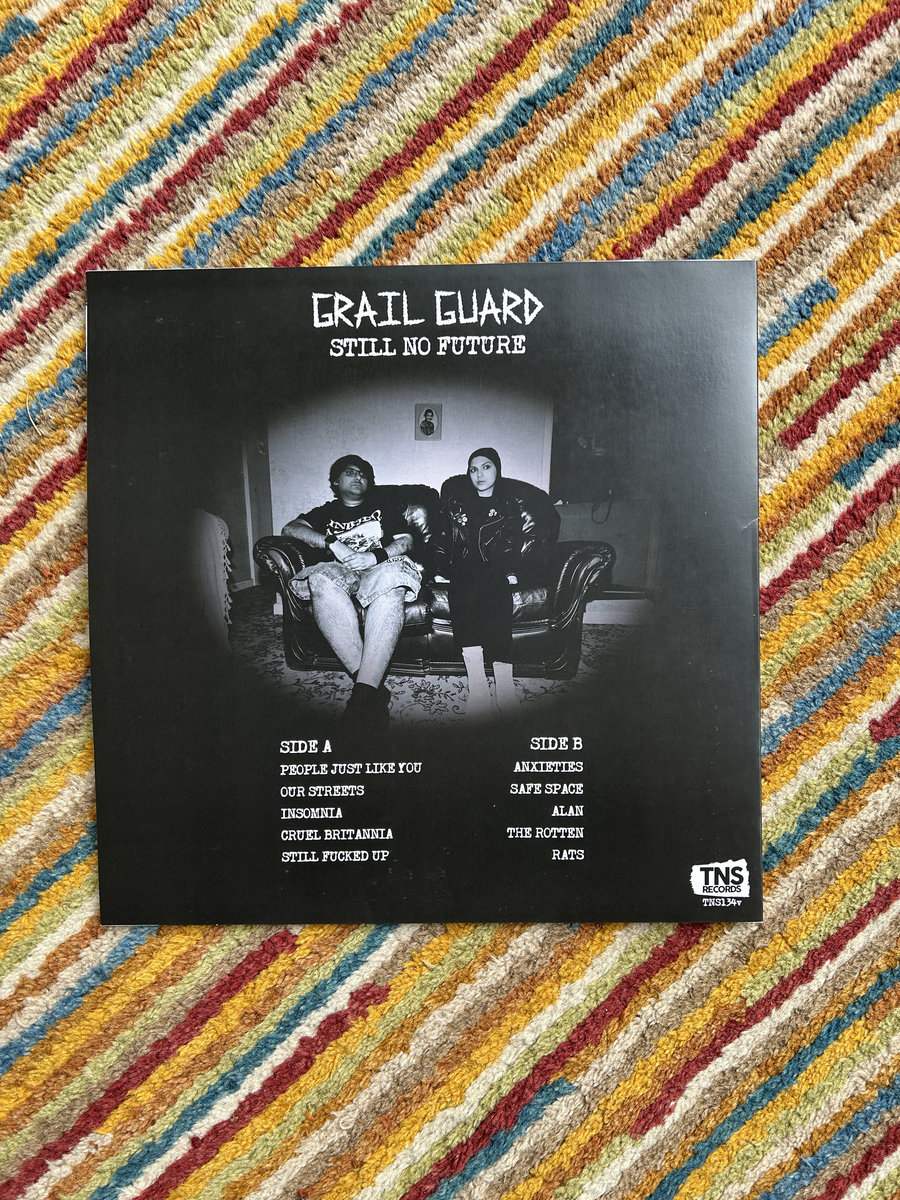 GRAIL GUARD
STILL NO FUTURE
SIDE A
PEOPLE JUST LIKE YOU
OUR STREETS
INSOMNIA
CRUEL BRITANNIA
STILL FUCKED UP
SIDE B
ANXIETIES
SAFE SPACE
ALAN
THE ROTTEN
RATS
TNS
RECORDS
TNS134v